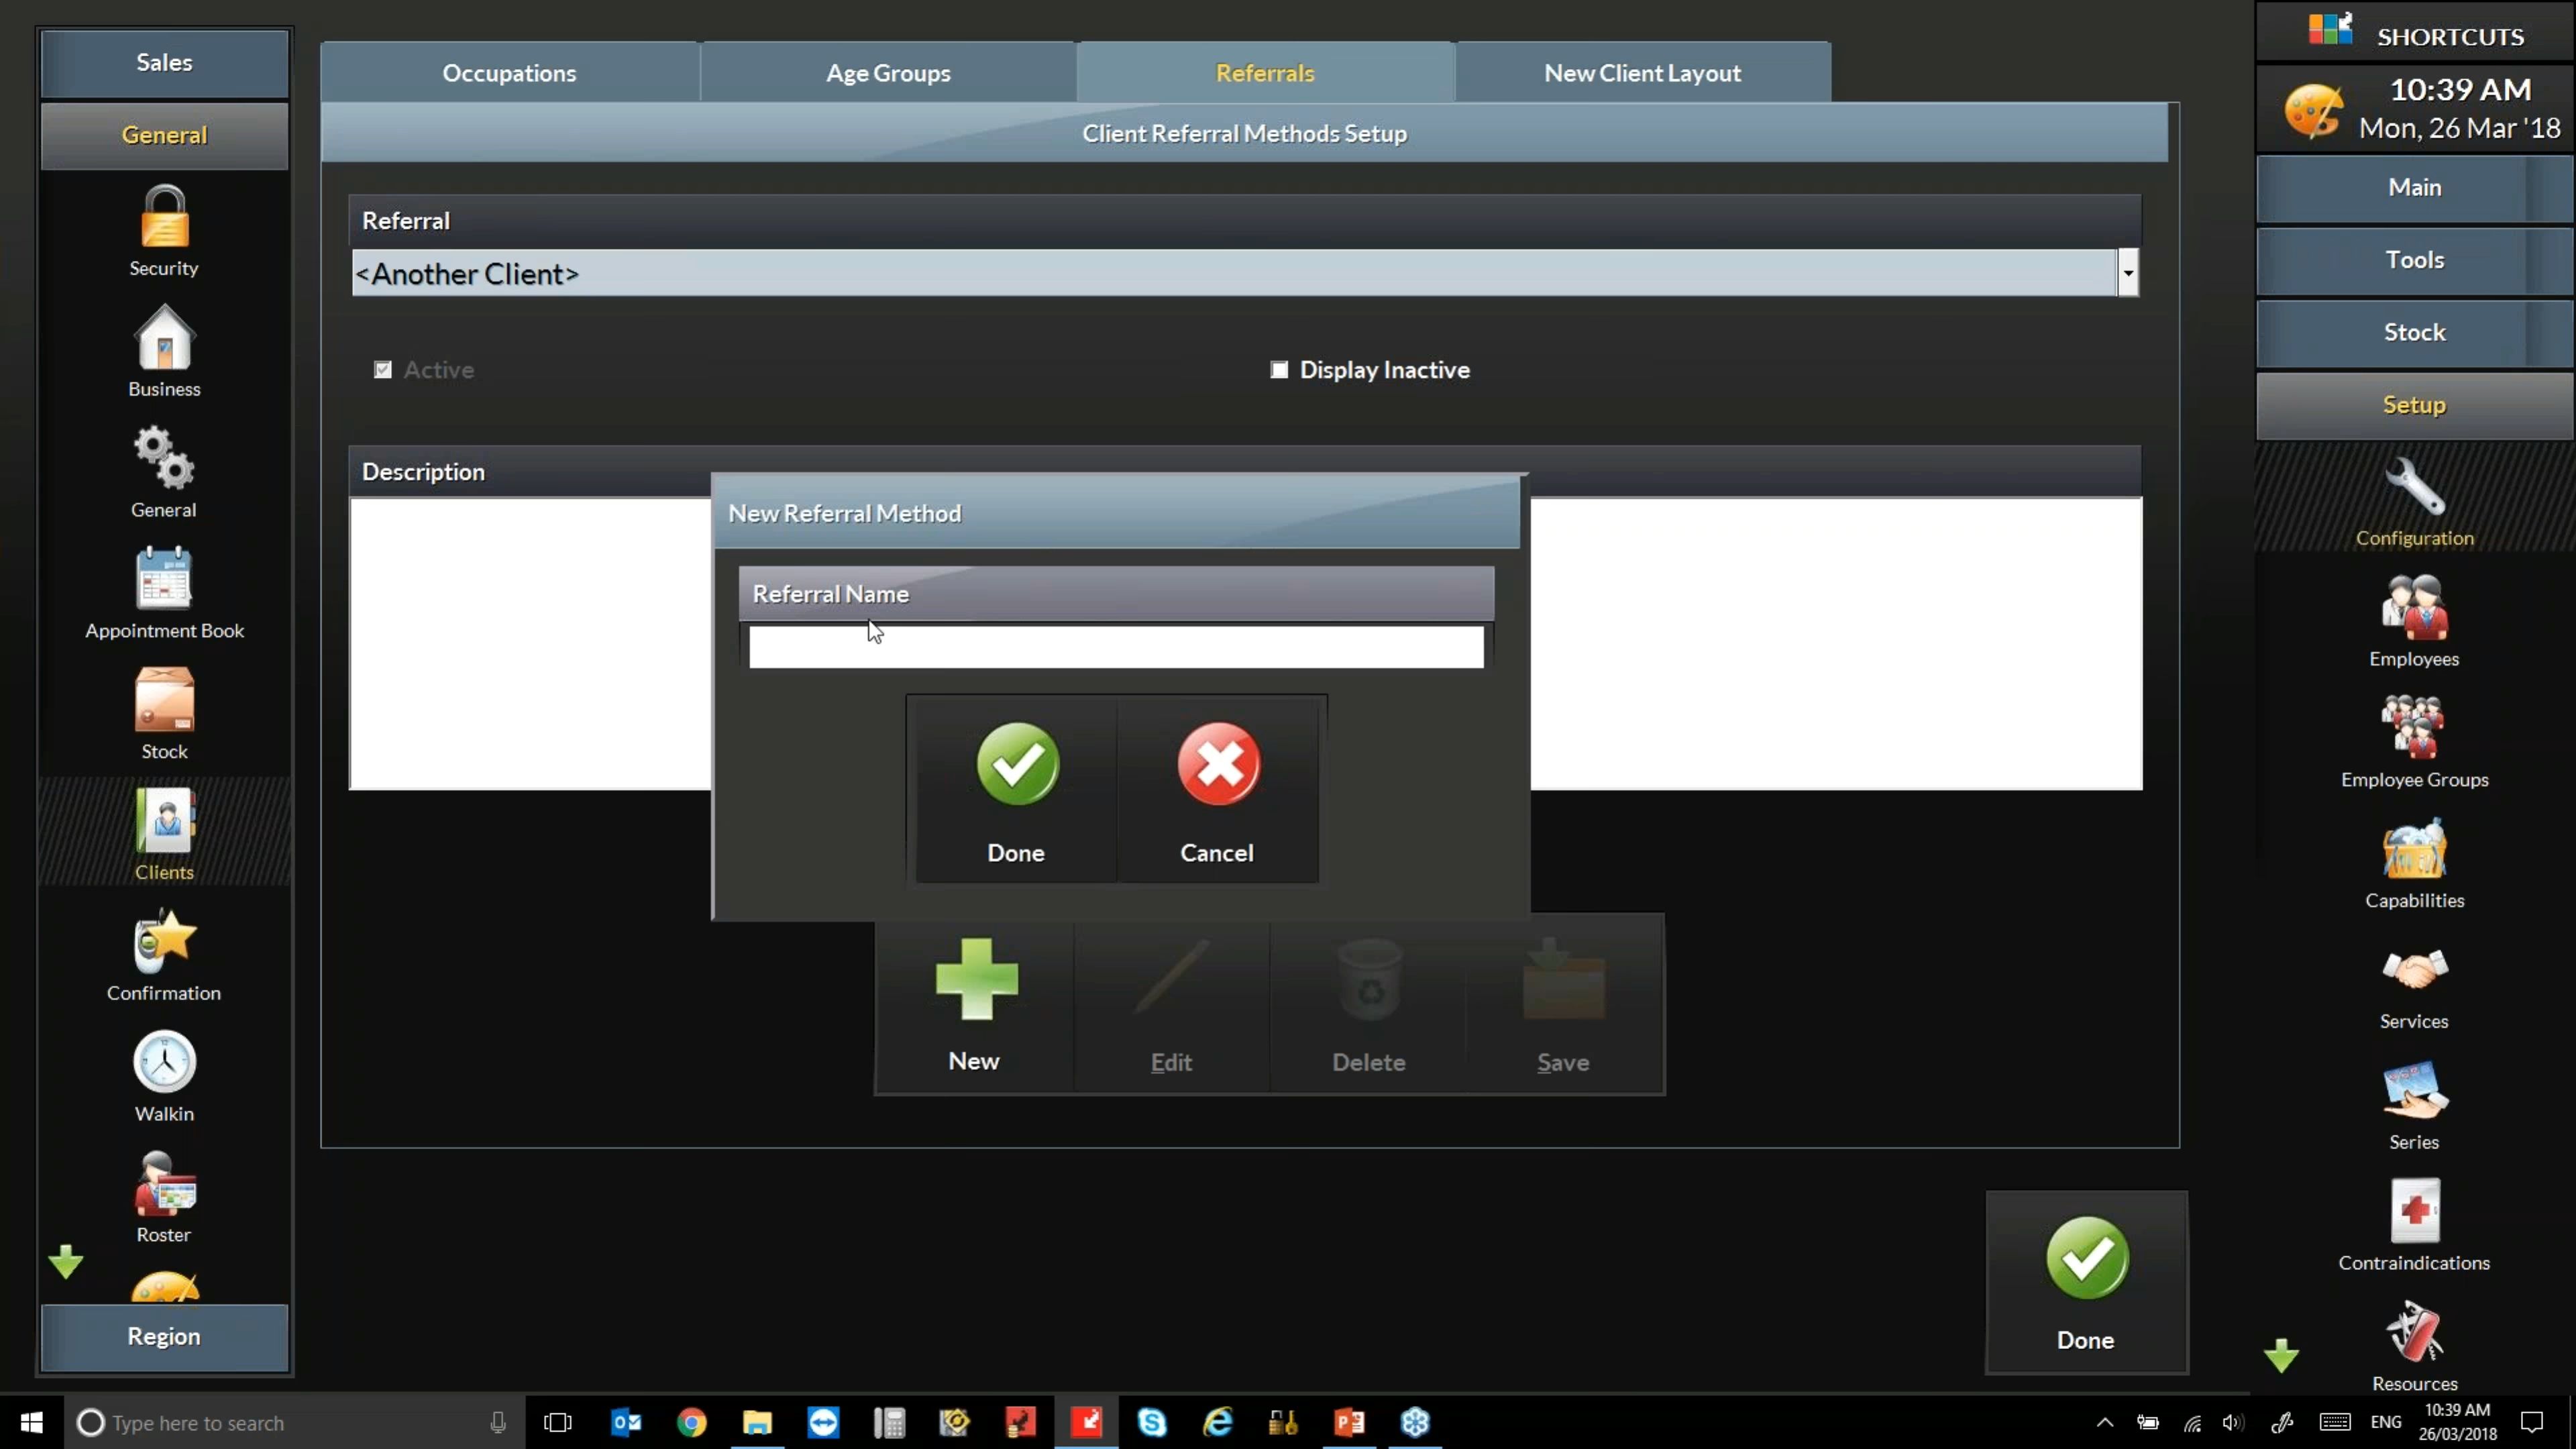 Sales
General
Security
Business
General
Appointment Book
Stock
Clients
Confirmation
Walkin
Roster
Region
Occupations
Age Groups
Referrals
New Client Layout
Client Referral Methods Setup
Referral
<Another Client>
Active
Display Inactive
Description
New Referral Method
Referral Name
Done
Cancel
New
Edit
Delete
Save
Done
SHORTCUTS
10:39 AM
Mon, 26 Mar '18
Main
Tools
Stock
Setup
Configuration
Employees
Employee Groups
Capabilities
Services
Series
Contraindications
Resources
Type here to search
ENG
10:39 AM
26/03/2018